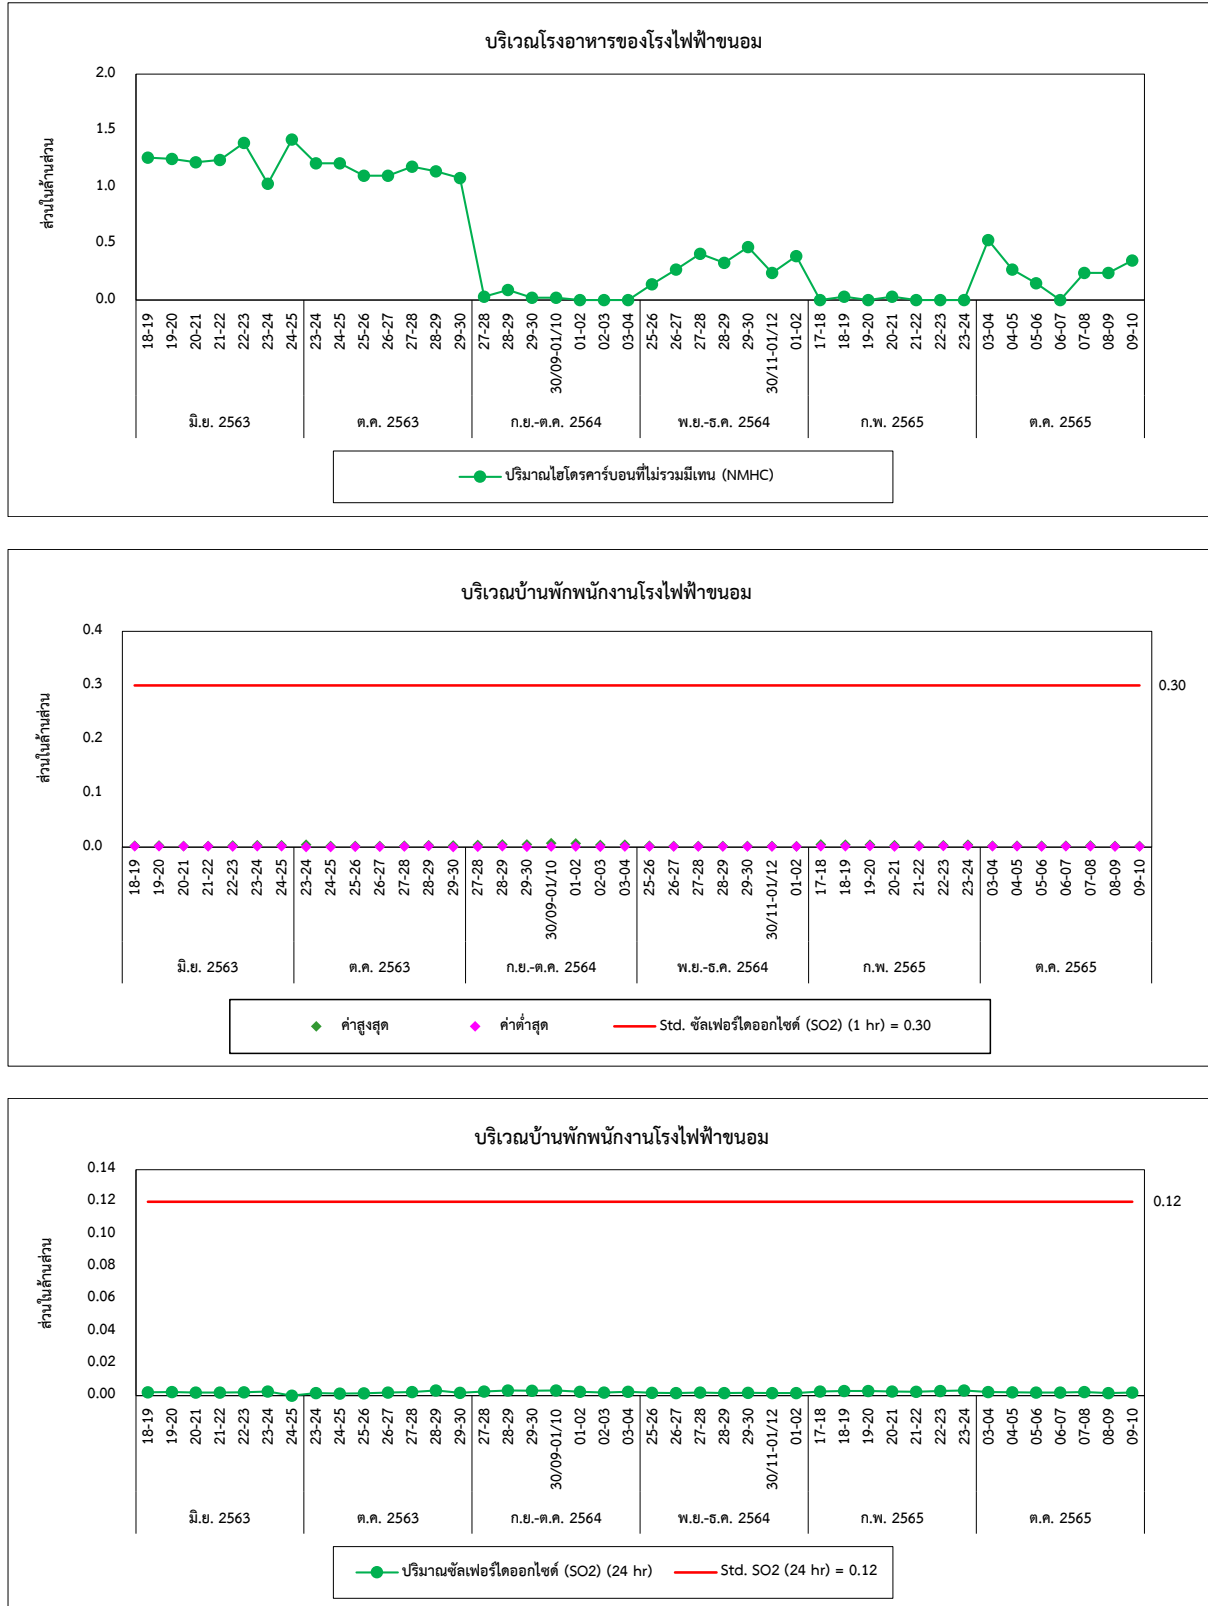 บริเวณโรงอาหารของโรงไฟฟ้าขนอม
ส่วนในล้านส่วน
2.0
1.5
1.0
0.5
0.0
18-19 19-20 20-21 21-22 22-23 23-24 24-25 23-24 24-25 25-26 26-27 27-28 28-29 29-30 27-28 28-29 29-30 30/09-01/10 01-02 02-03 03-04 25-26 26-27 27-28 28-29 29-30 30/11-01/12 01-02 17-18 18-19 19-20 20-21 21-22 22-23 23-24 03-04 04-05 05-06 06-07 07-08 08-09 09-10
มิ.ย. 2563 ต.ค. 2563 ก.ย.-ต.ค. 2564 พ.ย.-ธ.ค. 2564 ก.พ. 2565 ต.ค. 2565
ปริมาณไฮโดรคาร์บอนที่ไม่รวมมีเทน (NMHC)
บริเวณบ้านพักพนักงานโรงไฟฟ้าขนอม
ส่วนในล้านส่วน
0.4
0.3
0.2
0.1
0.0
0.30
18-19 19-20 20-21 21-22 22-23 23-24 24-25 23-24 24-25 25-26 26-27 27-28 28-29 29-30 27-28 28-29 29-30 30/09-01/10 01-02 02-03 03-04 25-26 26-27 27-28 28-29 29-30 30/11-01/12 01-02 17-18 18-19 19-20 20-21 21-22 22-23 23-24 03-04 04-05 05-06 06-07 07-08 08-09 09-10
มิ.ย. 2563 ต.ค. 2563 ก.ย.-ต.ค. 2564 พ.ย.-ธ.ค. 2564 ก.พ. 2565 ต.ค. 2565
ค่าสูงสุด ค่าต่ำสุด Std. ซัลเฟอร์ไดออกไซด์ (SO2) (1 hr) = 0.30
บริเวณบ้านพักพนักงานโรงไฟฟ้าขนอม
ส่วนในล้านส่วน
0.14
0.12
0.10
0.08
0.06
0.04
0.02
0.00
0.12
18-19 19-20 20-21 21-22 22-23 23-24 24-25 23-24 24-25 25-26 26-27 27-28 28-29 29-30 27-28 28-29 29-30 30/09-01/10 01-02 02-03 03-04 25-26 26-27 27-28 28-29 29-30 30/11-01/12 01-02 17-18 18-19 19-20 20-21 21-22 22-23 23-24 03-04 04-05 05-06 06-07 07-08 08-09 09-10
มิ.ย. 2563 ต.ค. 2563 ก.ย.-ต.ค. 2564 พ.ย.-ธ.ค. 2564 ก.พ. 2565 ต.ค. 2565
ปริมาณซัลเฟอร์ไดออกไซด์ (SO2) (24 hr) Std. SO2 (24 hr) = 0.12